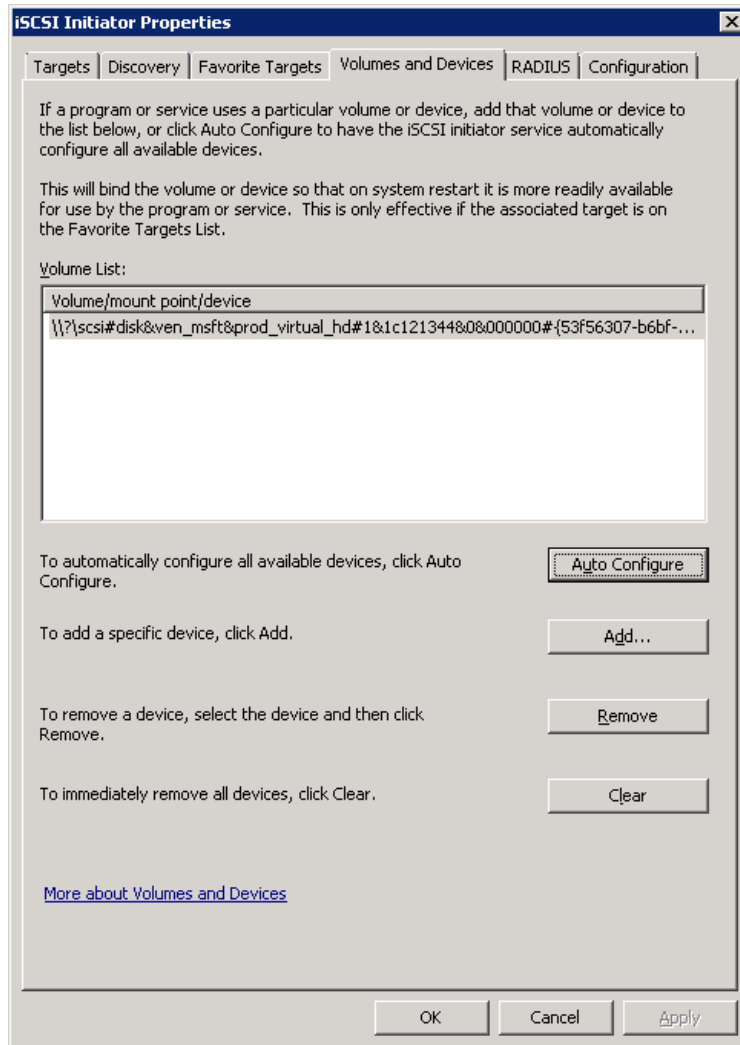 iSCSI Initiator Properties
Targets Discovery Favorite Targets Volumes and Devices RADIUS Configuration
If a program or service uses a particular volume or device, add that volume or device to
the list below, or click Auto Configure to have the iSCSI initiator service automatically
configure all available devices.
This will bind the volume or device so that on system restart it is more readily available
for use by the program or service.  This is only effective if the associated target is on
the Favorite Targets List.
Volume List:
Volume/mount point/device
\\?\scsi#disk&ven_msft&prod_virtual_hd#1&1c121344&0&000000#{53f56307-b6bf-...
To automatically configure all available devices, click Auto
Configure.
Auto Configure
To add a specific device, click Add.
Add...
To remove a device, select the device and then click
Remove.
Remove
To immediately remove all devices, click Clear.
Clear
More about Volumes and Devices
OK Cancel Apply